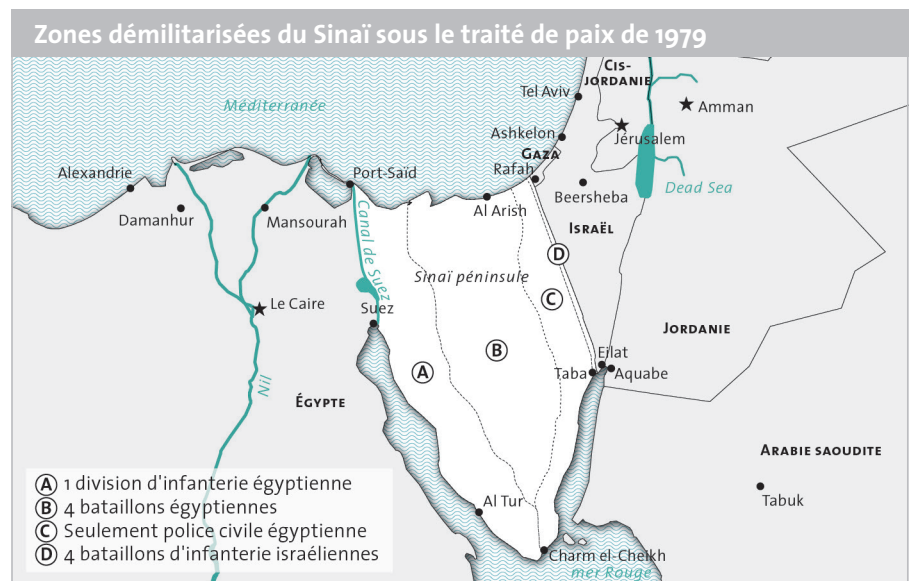 Zones démilitarisées du Sinaï sous le traité de paix de 1979
CIS-
JORDANIE
Tel Aviv
Amman
Méditerranée
Ashkelon
Jérusalem
GAZA
Alexandrie
Port-Saïd
Rafah
Dead Sea
Beersheba
Damanhur
Mansourah
Al Arish
ISRAËL
Canal de Suez
D
Sinaï péninsule
C
Le Caire
Suez
JORDANIE
B
Eilat
A
Taba
Aquabe
Nil
ÉGYPTE
ARABIE SAOUDITE
A 1 division d'infanterie égyptienne
B 4 bataillons égyptiennes
C Seulement police civile égyptienne
D 4 bataillons d'infanterie israéliennes
Al Tur
Tabuk
Charm el-Cheikh
mer Rouge